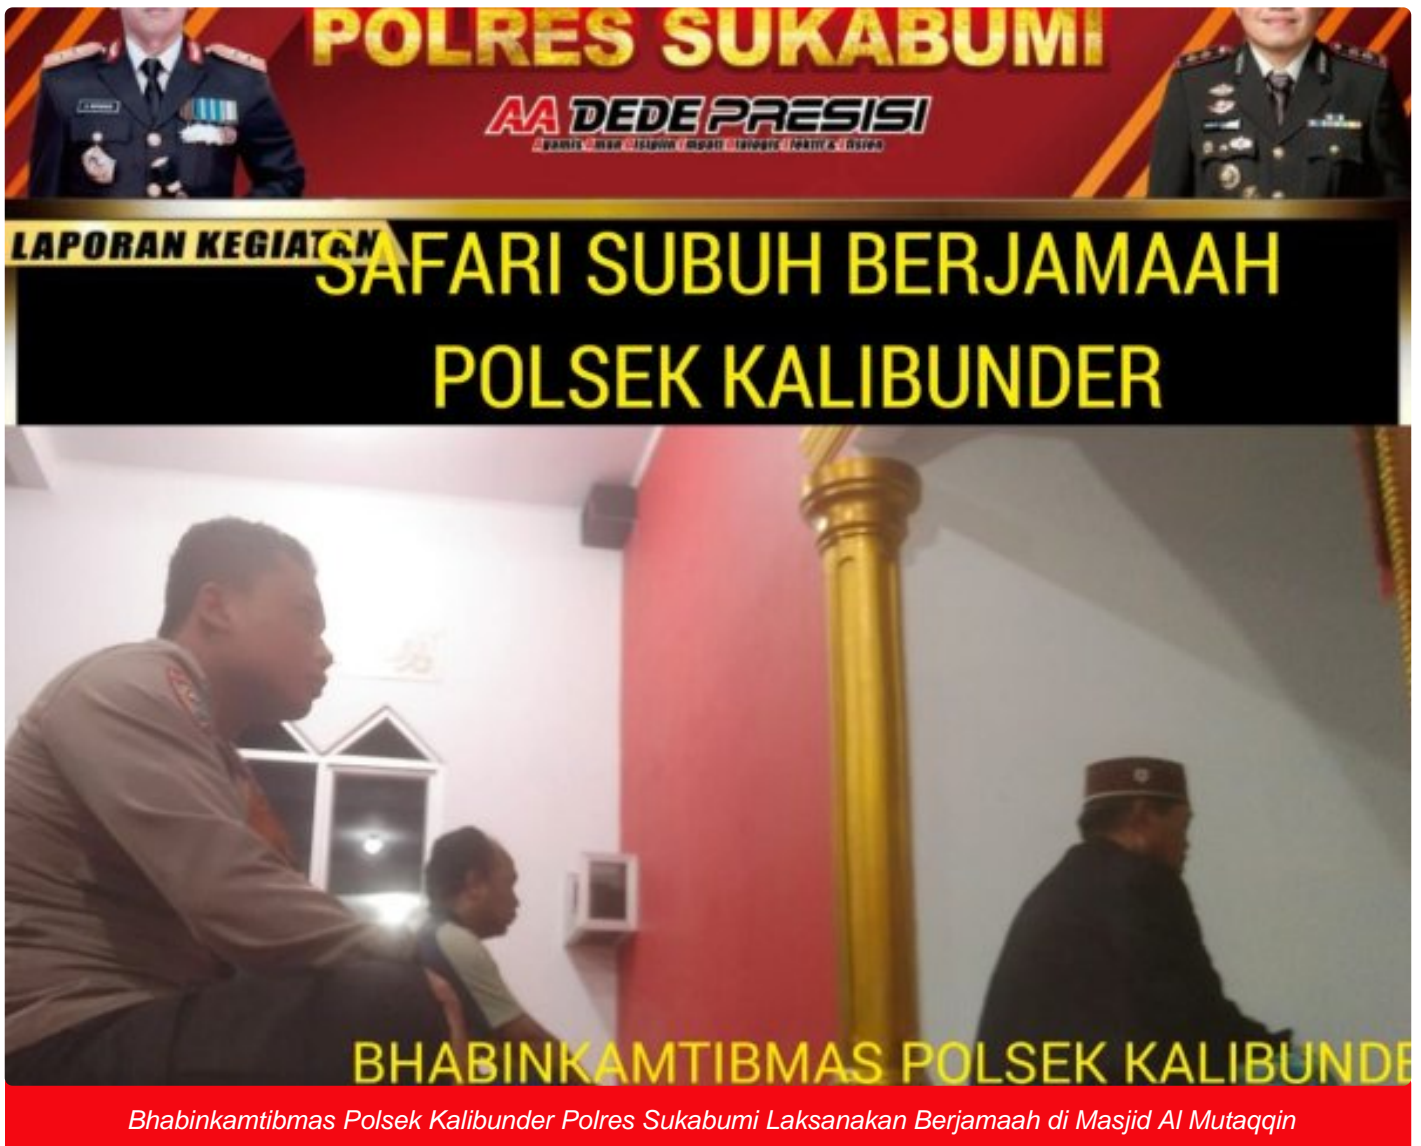 POLRES SUKABUMI
AA DEDE PRESISI
LAPORAN KEGIATAN
SAFARI SUBUH BERJAMAAH
POLSEK KALIBUNDER
BHABINKAMTIBMAS POLSEK KALIBUNDE
Bhabinkamtibmas Polsek Kalibunder Polres Sukabumi Laksanakan Berjamaah di Masjid Al Mutaqqin